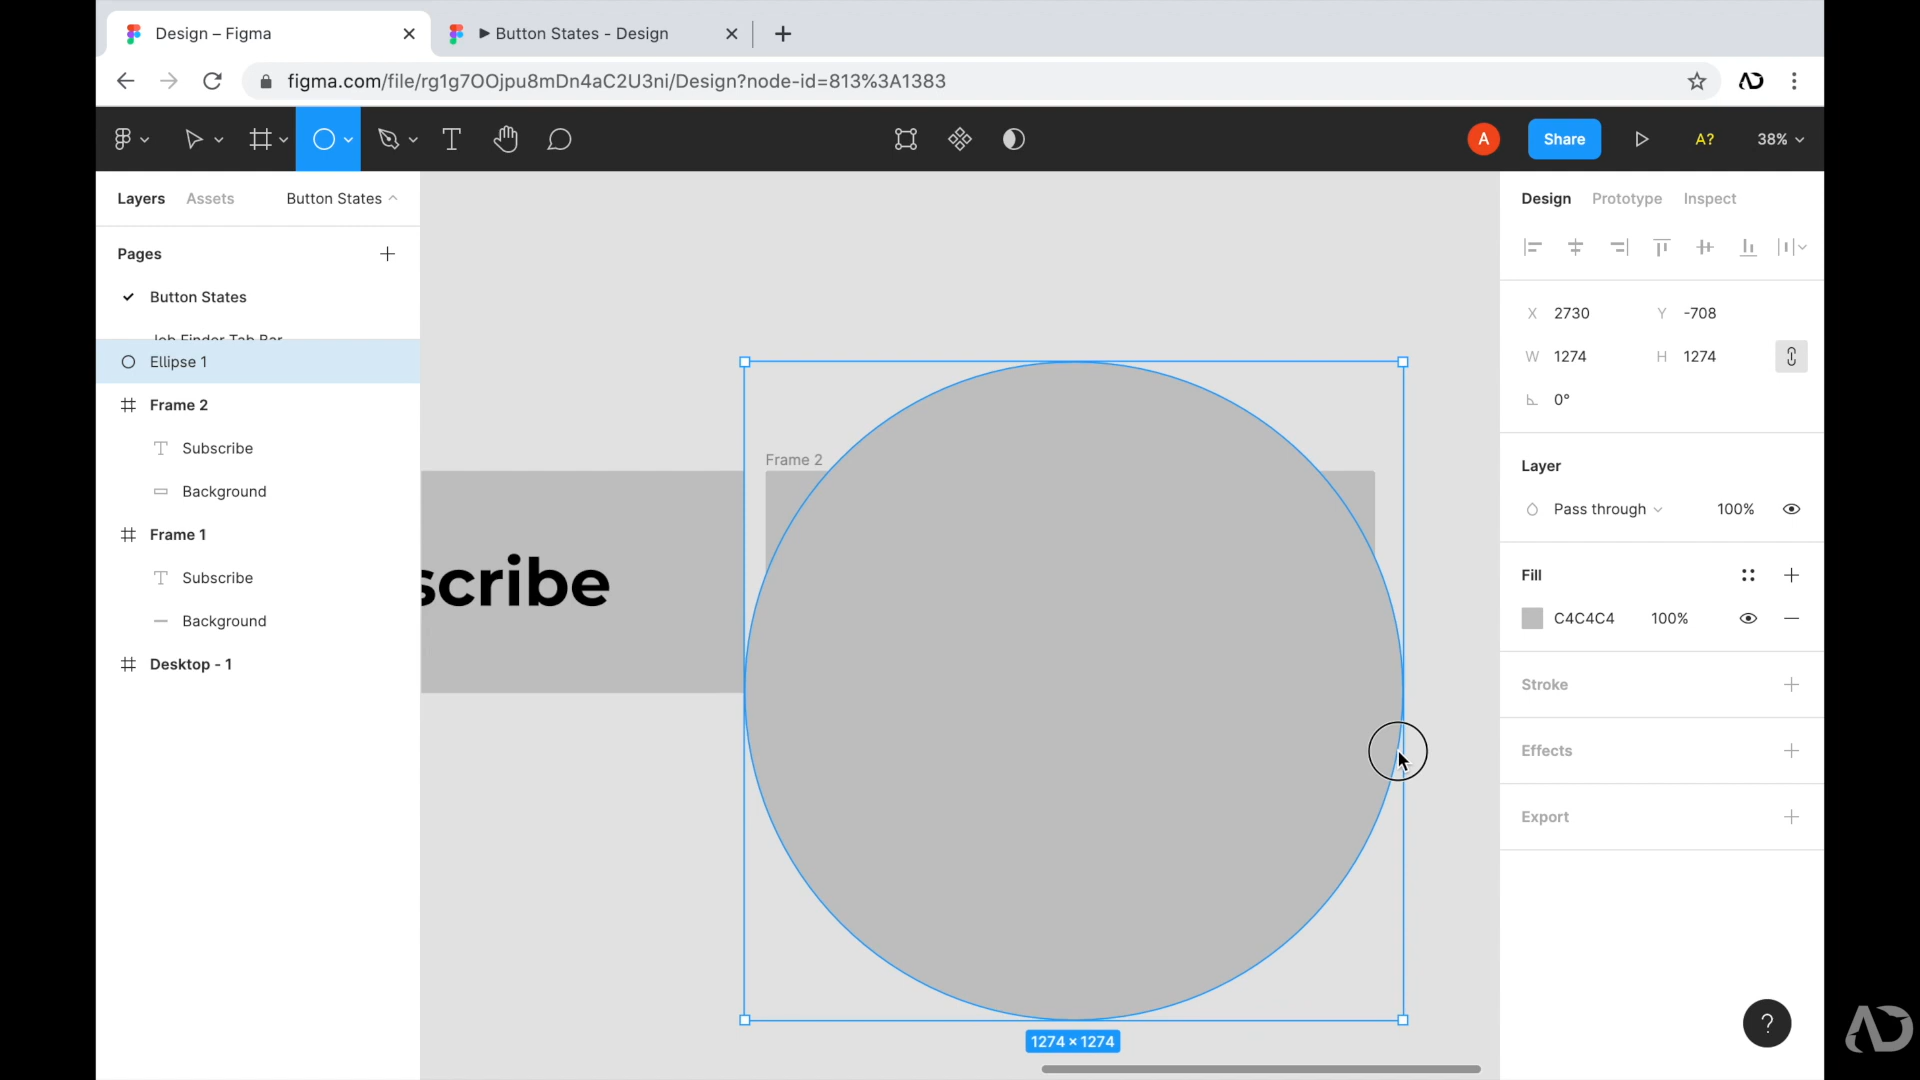 Design – Figma
▶ Button States - Design
figma.com/file/rg1g7OOjpu8mDn4aC2U3ni/Design?node-id=813%3A1383
A
Share
A?
38%
Layers
Assets
Button States
Pages
Button States
Job Finder Tab Bar
Ellipse 1
Frame 2
Subscribe
Background
Frame 1
Subscribe
Background
Desktop - 1
Frame 2
scribe
1274 × 1274
Design
Prototype
Inspect
X 2730
Y -708
W 1274
H 1274
0°
Layer
Pass through
100%
Fill
C4C4C4
100%
Stroke
Effects
Export
?
AD